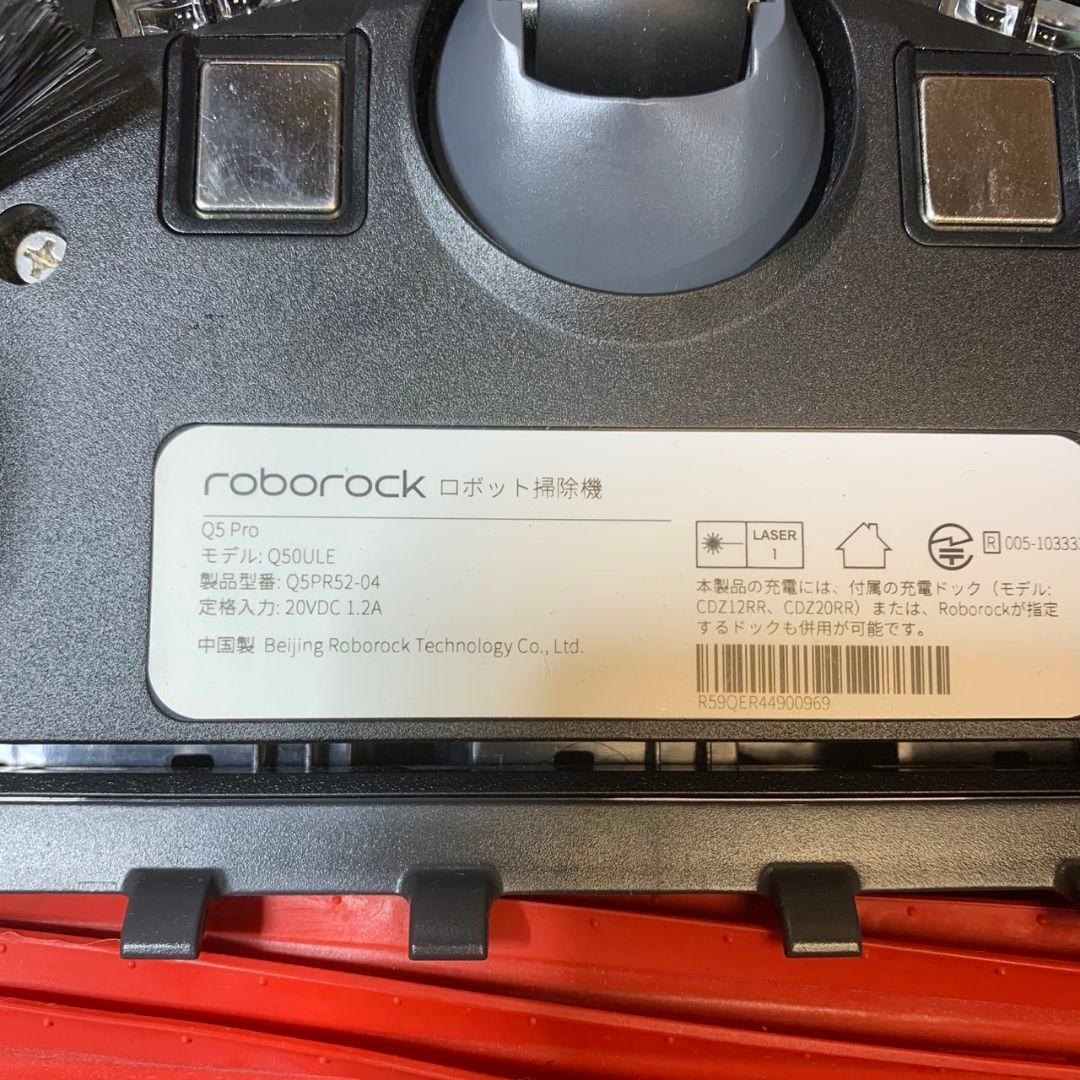 roborock ロボット掃除機
Q5 Pro
モデル: Q50ULE
製品型番: Q5PR52-04
定格入力: 20VDC 1.2A
中国製 Beijing Roborock Technology Co., Ltd.
LASER
1
R 005-10333
本製品の充電には、付属の充電ドック（モデル:
CDZ12RR、CDZ20RR）または、Roborockが指定
するドックも併用が可能です。
R59QER44900969